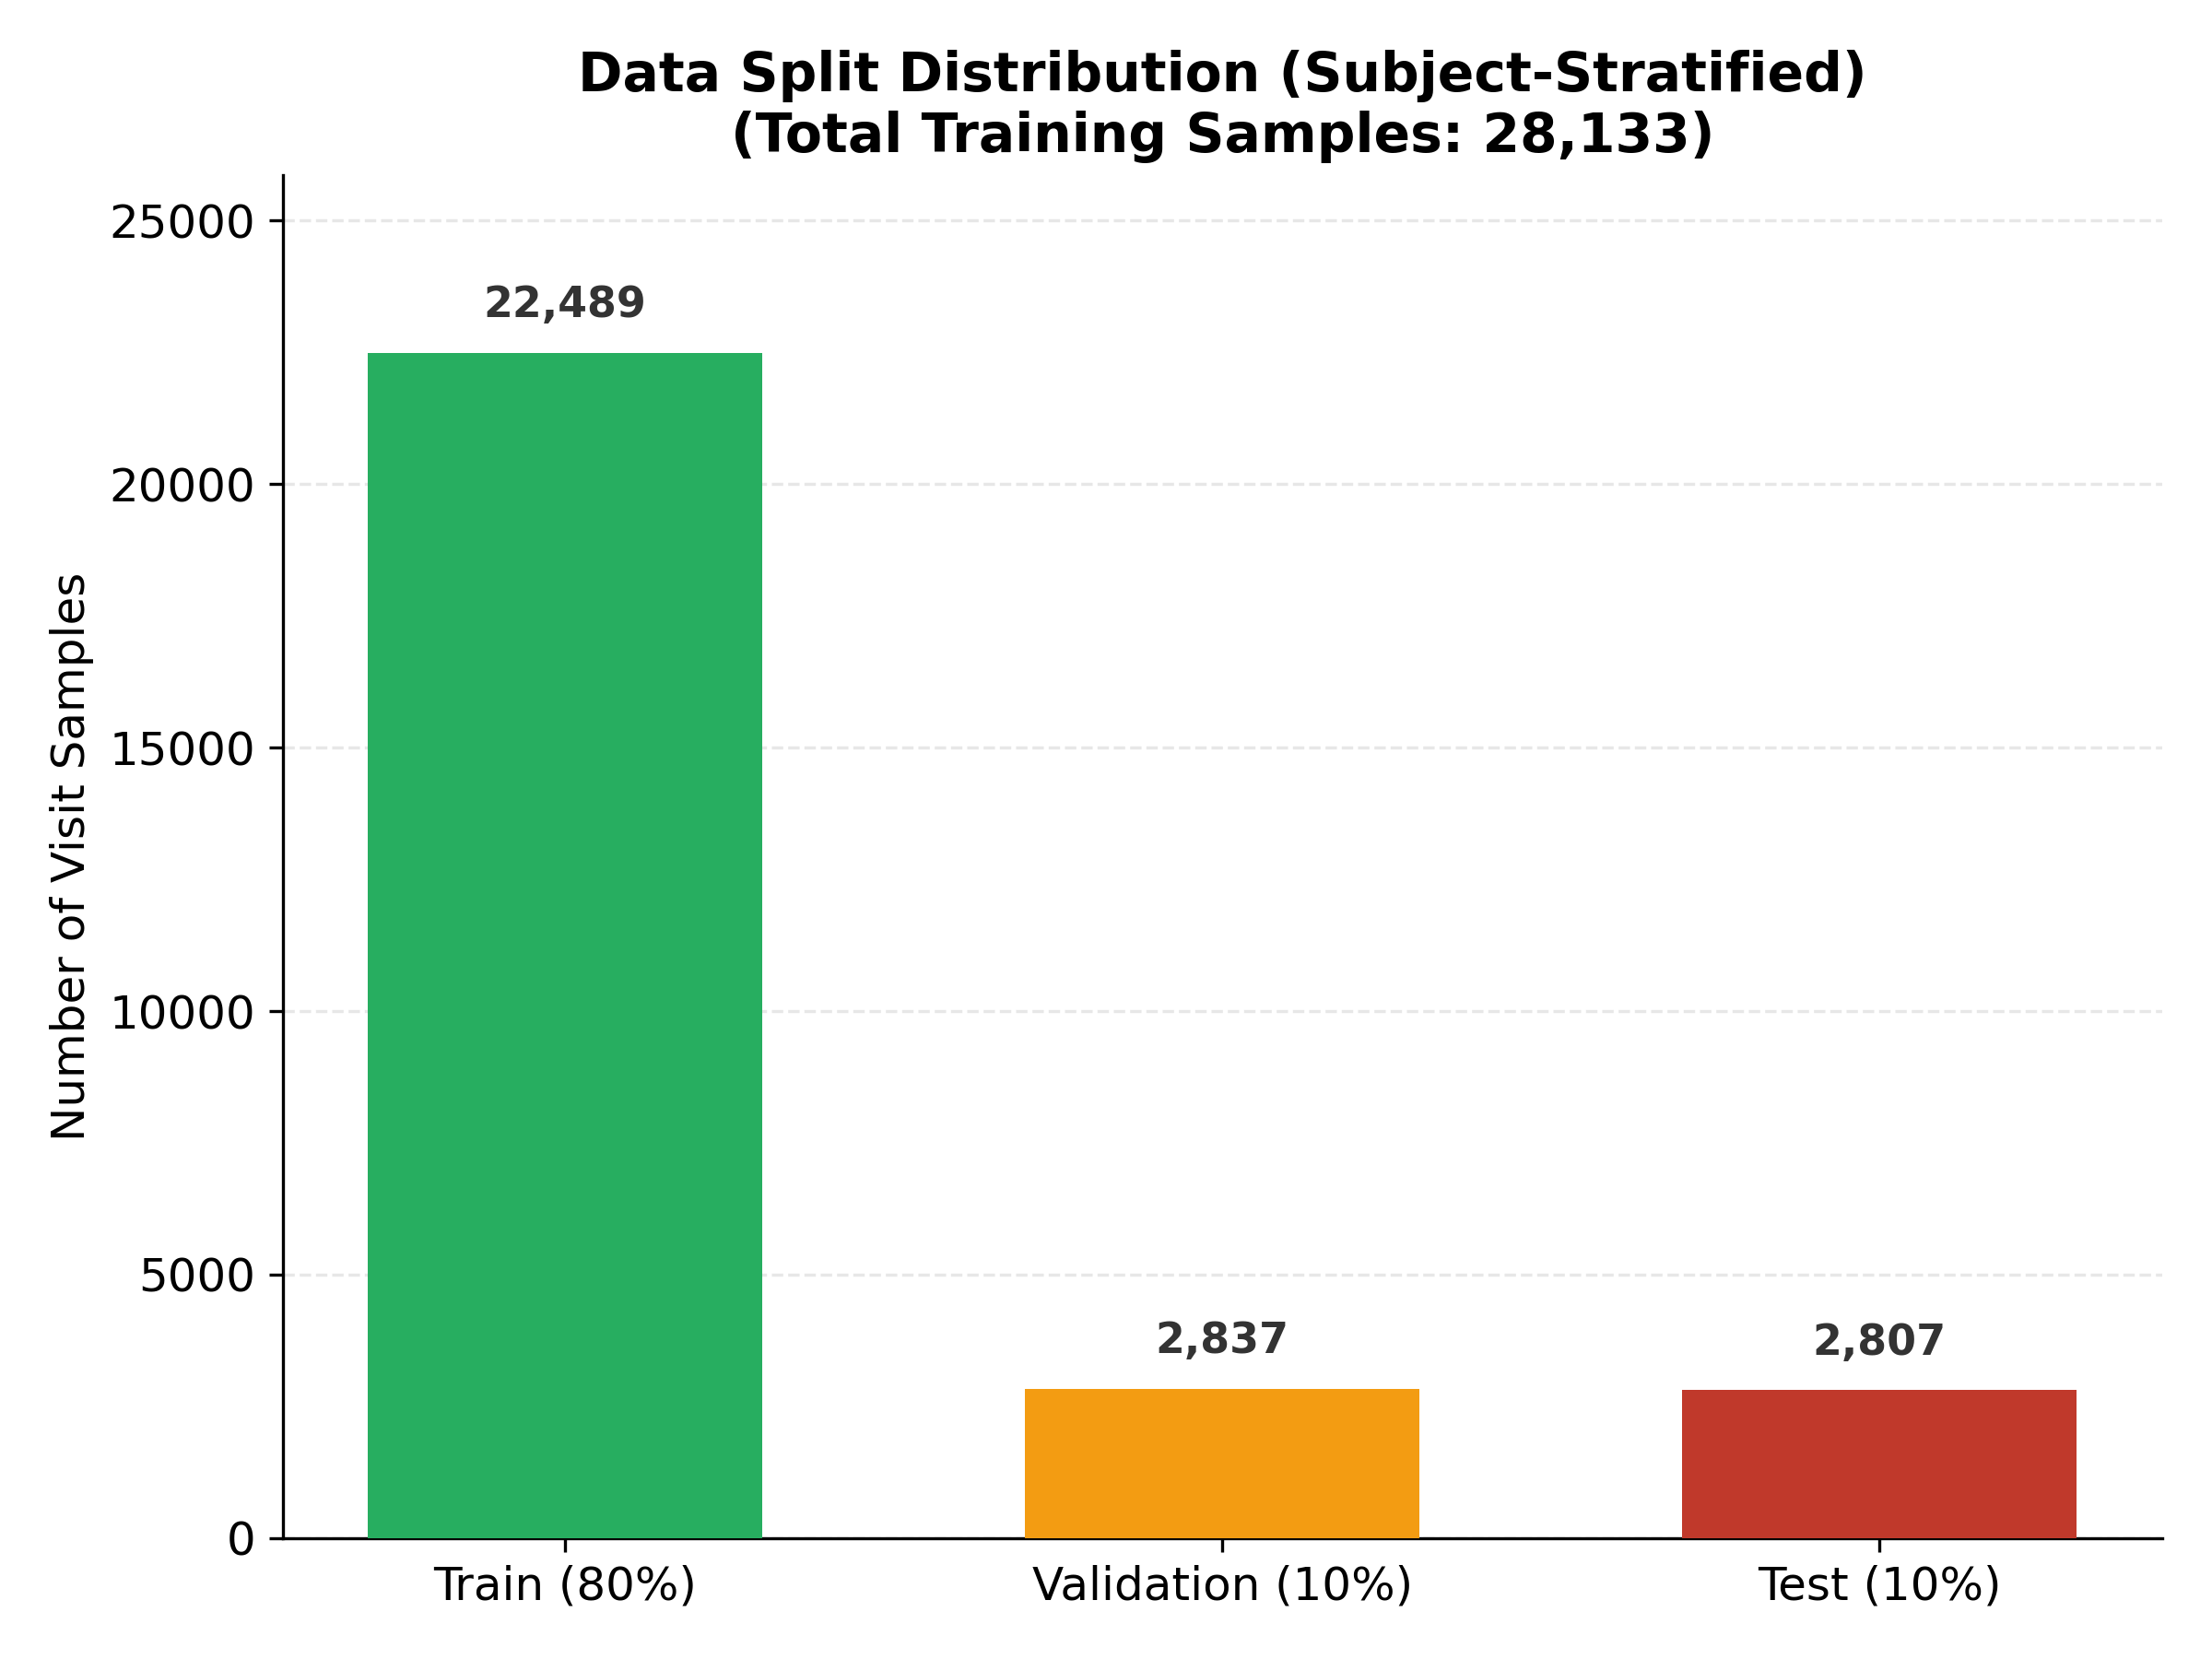 Data Split Distribution (Subject-Stratified)
(Total Training Samples: 28,133)
Number of Visit Samples
25000
20000
15000
10000
5000
0
22,489
2,837
2,807
Train (80%)
Validation (10%)
Test (10%)